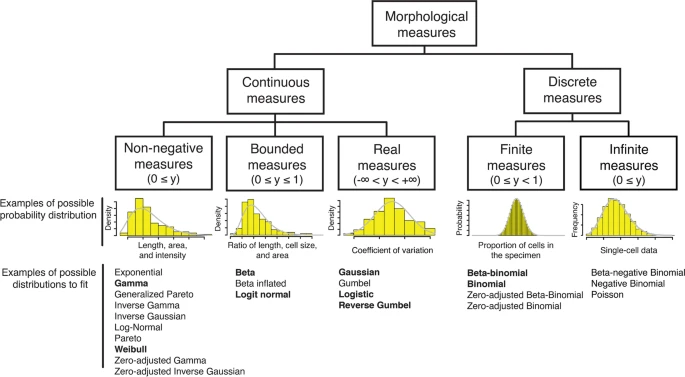 Morphological
measures
Continuous
measures
Discrete
measures
Non-negative
measures
(0 ≤ y)
Bounded
measures
(0 ≤ y ≤ 1)
Real
measures
(-∞ < y < +∞)
Finite
measures
(0 ≤ y < 1)
Infinite
measures
(0 ≤ y)
Examples of possible
probability distribution
Density
Length, area,
and intensity
Density
Ratio of length, cell size,
and area
Density
Coefficient of variation
Probability
Proportion of cells in
the specimen
Frequency
Single-cell data
Examples of possible
distributions to fit
Exponential
Gamma
Generalized Pareto
Inverse Gamma
Inverse Gaussian
Log-Normal
Pareto
Weibull
Zero-adjusted Gamma
Zero-adjusted Inverse Gaussian
Beta
Beta inflated
Logit normal
Gaussian
Gumbel
Logistic
Reverse Gumbel
Beta-binomial
Binomial
Zero-adjusted Beta-Binomial
Zero-adjusted Binomial
Beta-negative Binomial
Negative Binomial
Poisson